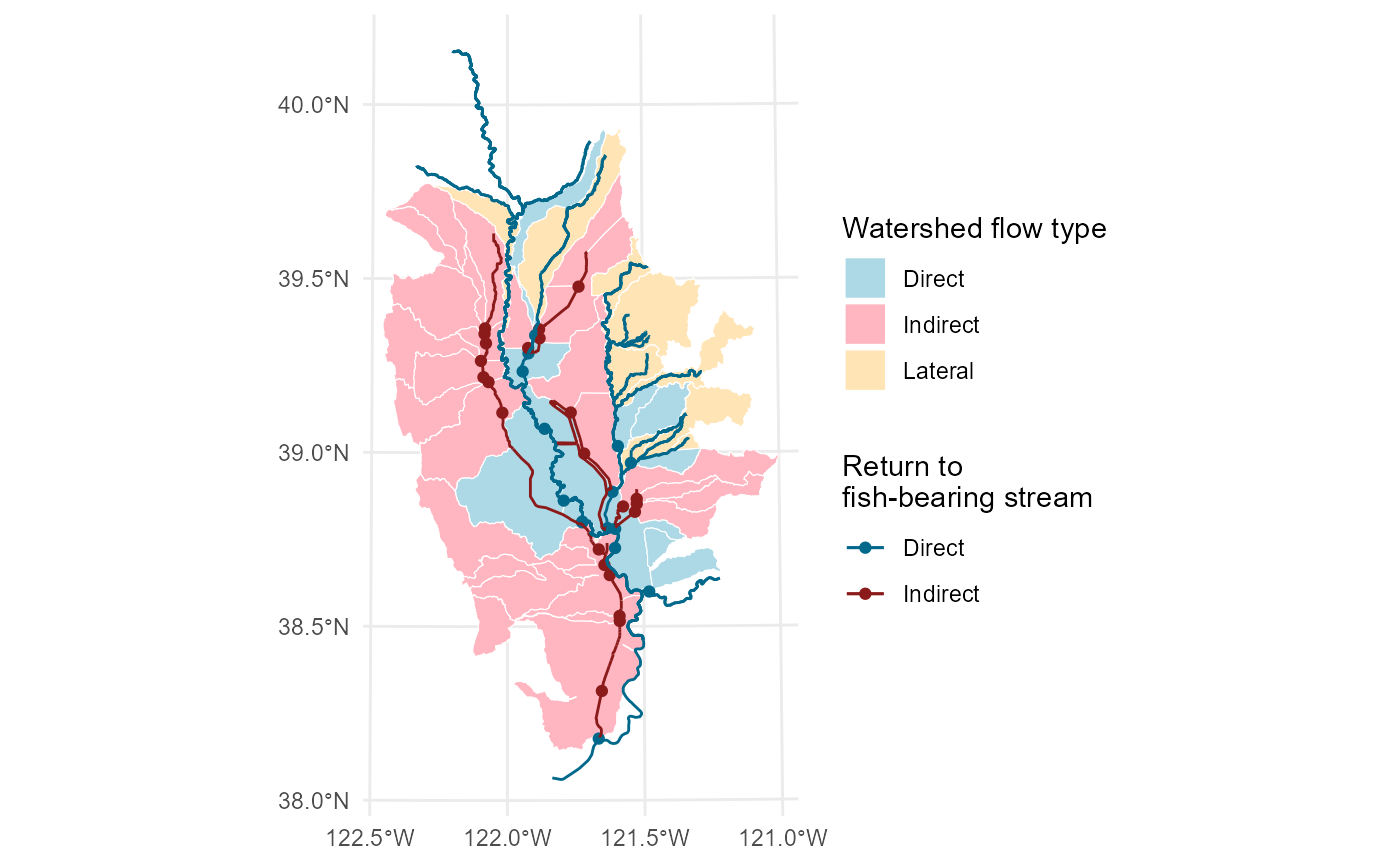 40.0°N
39.5°N
39.0°N
38.5°N
38.0°N
122.5°W
122.0°W
121.5°W
121.0°W
Watershed flow type
Direct
Indirect
Lateral
Return to
fish-bearing stream
Direct
Indirect